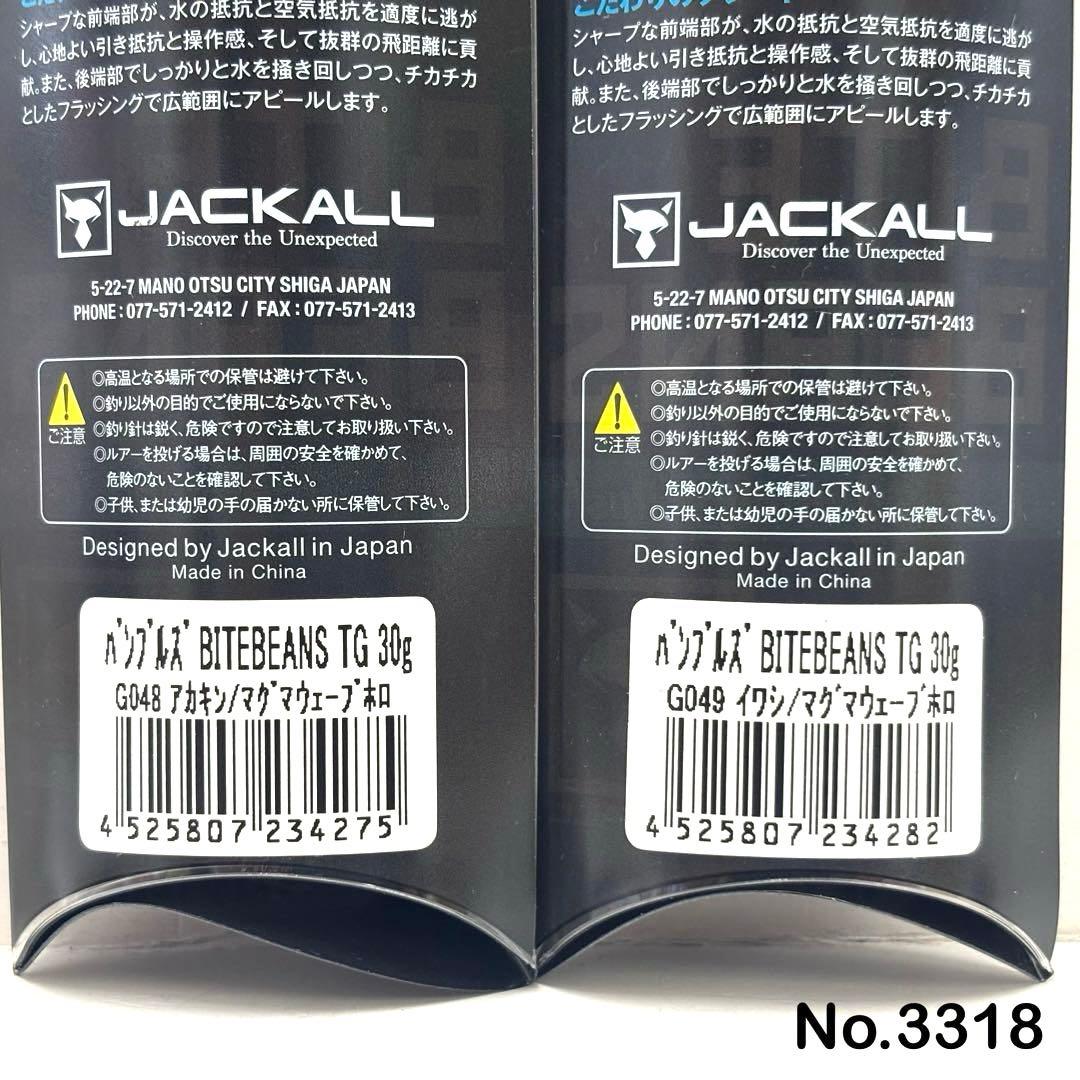 シャープな前端部が、水の抵抗と空気抵抗を適度に逃が
し、心地よい引き抵抗と操作感、そして抜群の飛距離に貢
献。また、後端部でしっかりと水を掻き回しつつ、チカチカ
としたフラッシングで広範囲にアピールします。
JACKALL
Discover the Unexpected
5-22-7 MANO OTSU CITY SHIGA JAPAN
PHONE : 077-571-2412 / FAX : 077-571-2413
ご注意
◎高温となる場所での保管は避けて下さい。
◎釣り以外の目的でご使用にならないで下さい。
◎釣り針は鋭く、危険ですので注意してお取り扱い下さい。
◎ルアーを投げる場合は、周囲の安全を確かめて、
危険のないことを確認して下さい。
◎子供、または幼児の手の届かない所に保管して下さい。
Designed by Jackall in Japan
Made in China
ﾊﾞﾝﾌﾞﾙｽﾞ BITEBEANS TG 30g
G048 ｱｶｷﾝ/ﾏｸﾞﾏｳｪｰﾌﾞﾎﾛ
4 525807 234275
シャープな前端部が、水の抵抗と空気抵抗を適度に逃が
し、心地よい引き抵抗と操作感、そして抜群の飛距離に貢
献。また、後端部でしっかりと水を掻き回しつつ、チカチカ
としたフラッシングで広範囲にアピールします。
JACKALL
Discover the Unexpected
5-22-7 MANO OTSU CITY SHIGA JAPAN
PHONE : 077-571-2412 / FAX : 077-571-2413
ご注意
◎高温となる場所での保管は避けて下さい。
◎釣り以外の目的でご使用にならないで下さい。
◎釣り針は鋭く、危険ですので注意してお取り扱い下さい。
◎ルアーを投げる場合は、周囲の安全を確かめて、
危険のないことを確認して下さい。
◎子供、または幼児の手の届かない所に保管して下さい。
Designed by Jackall in Japan
Made in China
ﾊﾞﾝﾌﾞﾙｽﾞ BITEBEANS TG 30g
G049 ｲﾜｼ/ﾏｸﾞﾏｳｪｰﾌﾞﾎﾛ
4 525807 234282
No.3318